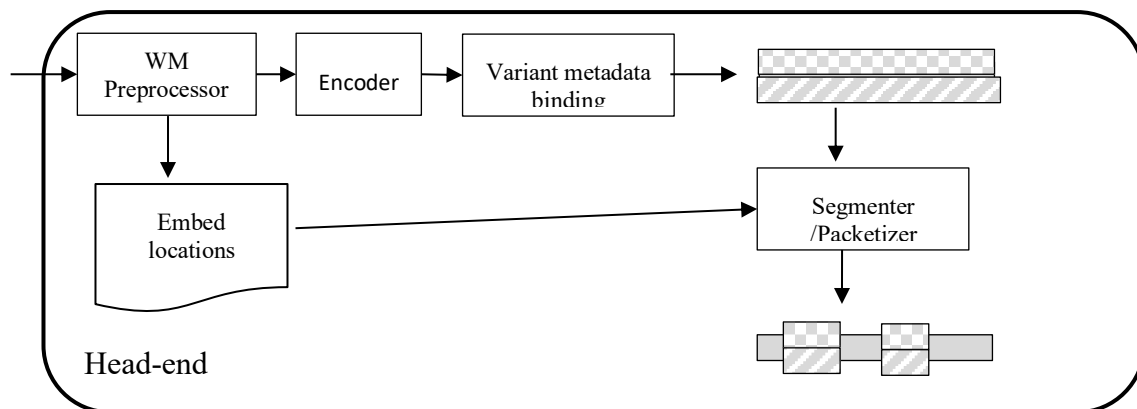 WM
Preprocessor
Encoder
Variant metadata
binding
Embed
locations
Segmenter
/Packetizer
Head-end